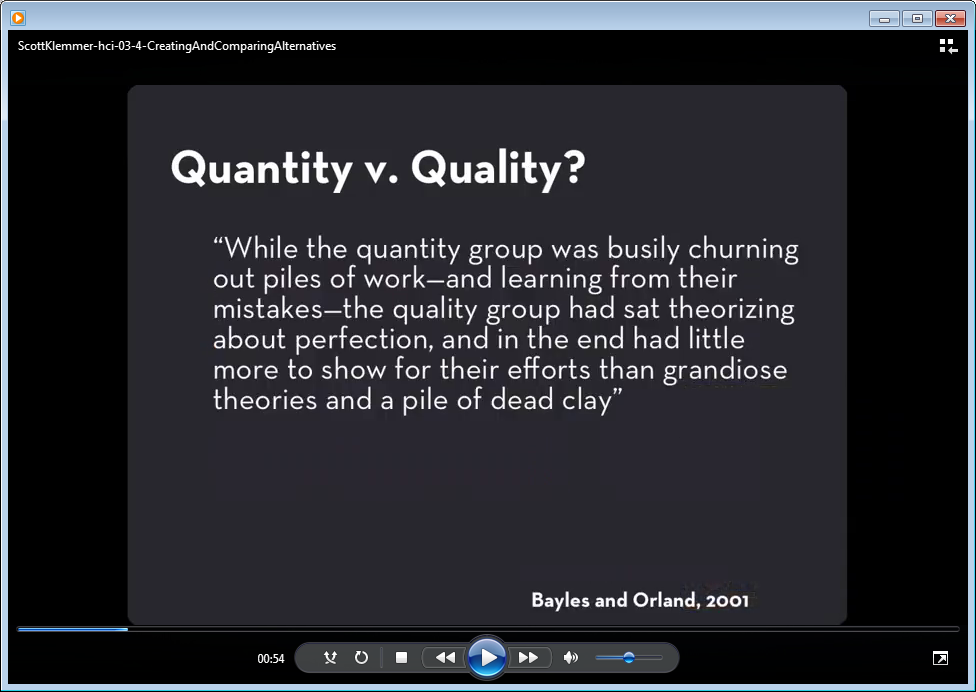 ScottKlemmer-hci-03-4-CreatingAndComparingAlternatives
Quantity v. Quality?
“While the quantity group was busily churning
out piles of work—and learning from their
mistakes—the quality group had sat theorizing
about perfection, and in the end had little
more to show for their efforts than grandiose
theories and a pile of dead clay”
Bayles and Orland, 2001
00:54